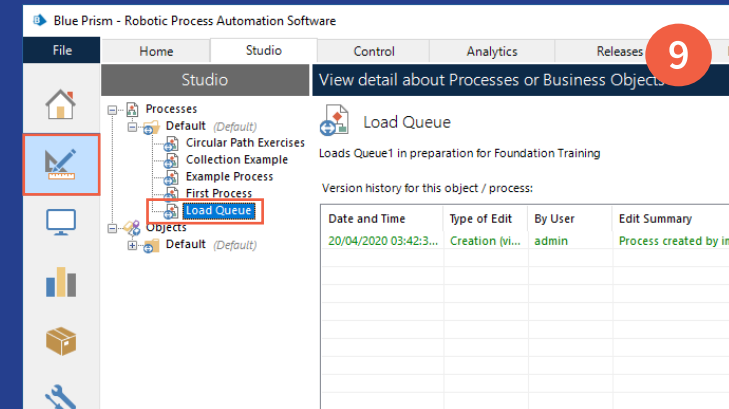 Blue Prism - Robotic Process Automation Software
9
File Home Studio Control Analytics Releases
Studio
View detail about Processes or Business Objects
Processes
Default (Default)
Circular Path Exercises
Collection Example
Example Process
First Process
Load Queue
Objects
Default (Default)
Load Queue
Loads Queue1 in preparation for Foundation Training
Version history for this object / process:
Date and Time Type of Edit By User Edit Summary
20/04/2020 03:42:3... Creation (vi... admin Process created by